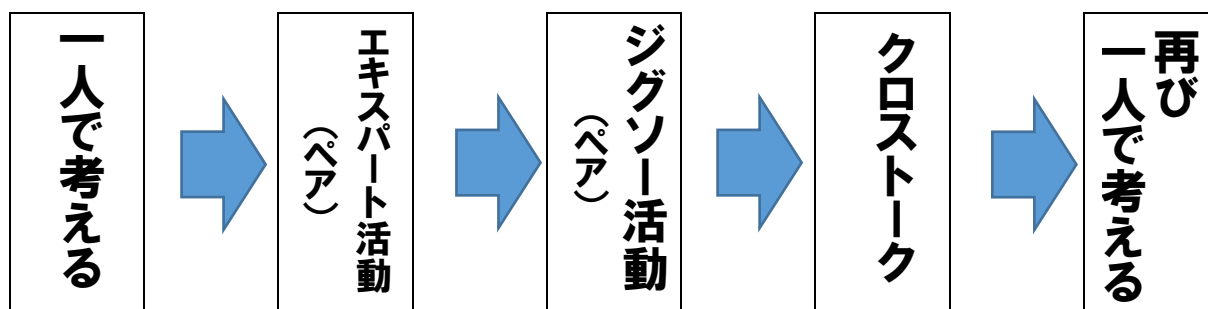 一人で考える
エキスパート活動
（ペア）
ジグソー活動
（ペア）
クロストーク
再び
一人で考える